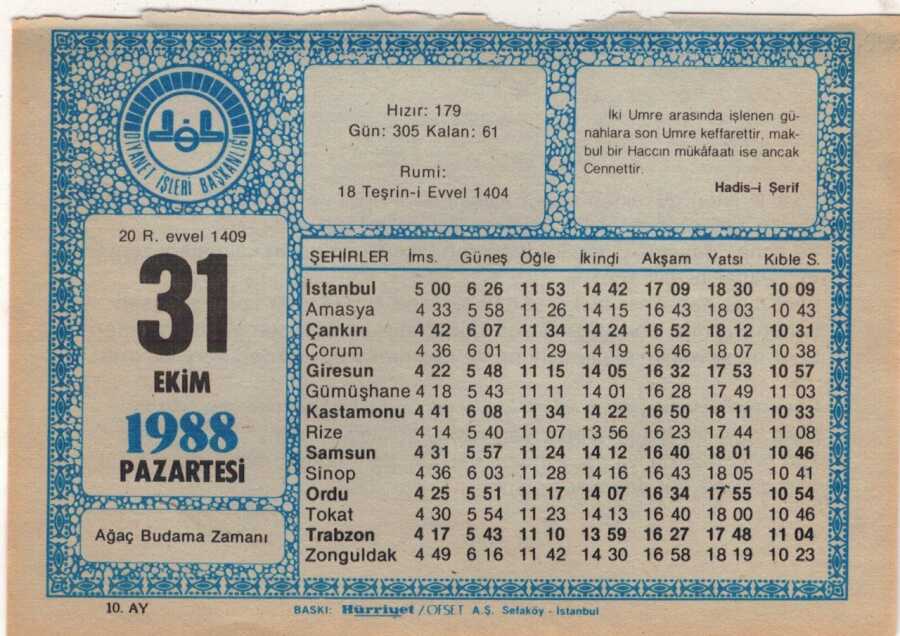 DİYANET İŞLERİ BAŞKANLIĞI
Hızır: 179
Gün: 305 Kalan: 61
Rumi:
18 Teşrin-i Evvel 1404
İki Umre arasında işlenen gü-
nahlara son Umre keffarettir, mak-
bul bir Haccın mükâfaatı ise ancak
Cennettir.
Hadis-i Şerif
20 R. evvel 1409
31
EKİM
1988
PAZARTESİ
Ağaç Budama Zamanı
ŞEHİRLER İms. Güneş Öğle İkindi Akşam Yatsı Kıble S.
İstanbul 5 00 6 26 11 53 14 42 17 09 18 30 10 09
Amasya 4 33 5 58 11 26 14 15 16 43 18 03 10 43
Çankırı 4 42 6 07 11 34 14 24 16 52 18 12 10 31
Çorum 4 36 6 01 11 29 14 19 16 46 18 07 10 38
Giresun 4 22 5 48 11 15 14 05 16 32 17 53 10 57
Gümüşhane 4 18 5 43 11 11 14 01 16 28 17 49 11 03
Kastamonu 4 41 6 08 11 34 14 22 16 50 18 11 10 33
Rize 4 14 5 40 11 07 13 56 16 23 17 44 11 08
Samsun 4 31 5 57 11 24 14 12 16 40 18 01 10 46
Sinop 4 36 6 03 11 28 14 16 16 43 18 05 10 41
Ordu 4 25 5 51 11 17 14 07 16 34 17 55 10 54
Tokat 4 30 5 54 11 23 14 13 16 40 18 00 10 46
Trabzon 4 17 5 43 11 10 13 59 16 27 17 48 11 04
Zonguldak 4 49 6 16 11 42 14 30 16 58 18 19 10 23
10. AY
BASKI: Hürriyet / OFSET A.Ş. Sefaköy - İstanbul